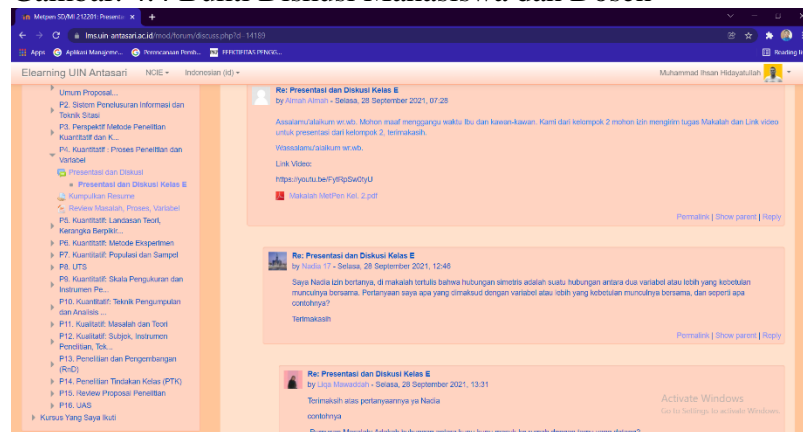 Metpen SD/MI 212201: Presenta
lms.uin-antasari.ac.id/mod/forum/discuss.php?d=14189
Apps
Aplikasi Manajeme...
Perencanaan Pemb...
EFEKTIFITAS PENGG...
Reading list
Elearning UIN Antasari NCIE Indonesian (id)
Muhammad Ihsan Hidayatullah
Umum Proposal...
P2. Sistem Penelusuran Informasi dan
Teknik Sitasi
P3. Perspektif Metode Penelitian
Kuantitatif dan K...
P4. Kuantitatif : Proses Penelitian dan
Variabel
Presentasi dan Diskusi
Presentasi dan Diskusi Kelas E
Kumpulkan Resume
Review Masalah, Proses, Variabel
P5. Kuantitatif: Landasan Teori,
Kerangka Berpikir...
P6. Kuantitatif: Metode Eksperimen
P7. Kuantitatif: Populasi dan Sampel
P8. UTS
P9. Kuantitatif: Skala Pengukuran dan
Instrumen Pe...
P10. Kuantitatif: Teknik Pengumpulan
dan Analisis ...
P11. Kualitatif: Masalah dan Teori
P12. Kualitatif: Subjek, Instrumen
Penelitian, Tek...
P13. Penelitian dan Pengembangan
(RnD)
P14. Penelitian Tindakan Kelas (PTK)
P15. Review Proposal Penelitian
P16. UAS
Kursus Yang Saya Ikuti
Re: Presentasi dan Diskusi Kelas E
by Almah Almah - Selasa, 28 September 2021, 07:28
Assalamu'alaikum wr.wb. Mohon maaf menggangu waktu Ibu dan kawan-kawan. Kami dari kelompok 2 mohon izin mengirim tugas Makalah dan Link video
untuk presentasi dari kelompok 2, terimakasih.
Wassalamu'alaikum wr.wb.
Link Video:
https://youtu.be/FytRpSw0tyU
Makalah MetPen Kel. 2.pdf
Permalink | Show parent | Reply
Re: Presentasi dan Diskusi Kelas E
by Nadia 17 - Selasa, 28 September 2021, 12:46
Saya Nadia izin bertanya, di makalah tertulis bahwa hubungan simetris adalah suatu hubungan antara dua variabel atau lebih yang kebetulan
munculnya bersama. Pertanyaan saya apa yang dimaksud dengan variabel atau lebih yang kebetulan munculnya bersama, dan seperti apa
contohnya?
Terimakasih
Permalink | Show parent | Reply
Re: Presentasi dan Diskusi Kelas E
by Liqa Mawaddah - Selasa, 28 September 2021, 13:31
Terimaksih atas pertanyaannya ya Nadia
contohnya
Activate Windows
Go to Settings to activate Windows.